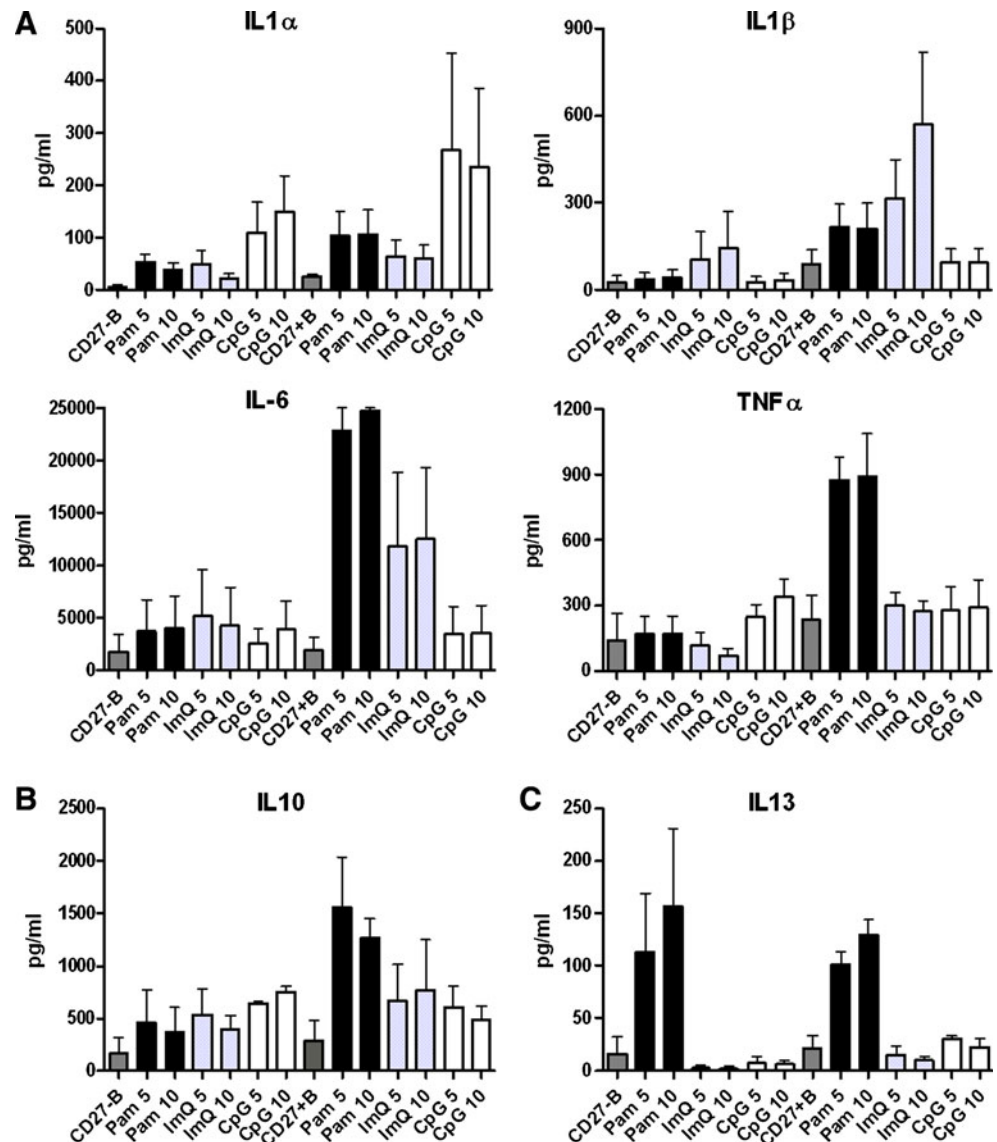 A
IL1α
500
400
300
200
100
0
pg/ml
CD27-B
Pam 5
Pam 10
ImQ 5
ImQ 10
CpG 5
CpG 10
CD27+B
Pam 5
Pam 10
ImQ 5
ImQ 10
CpG 5
CpG 10
IL1β
900
600
300
0
pg/ml
CD27-B
Pam 5
Pam 10
ImQ 5
ImQ 10
CpG 5
CpG 10
CD27+B
Pam 5
Pam 10
ImQ 5
ImQ 10
CpG 5
CpG 10
IL-6
25000
20000
15000
10000
5000
0
pg/ml
CD27-B
Pam 5
Pam 10
ImQ 5
ImQ 10
CpG 5
CpG 10
CD27+B
Pam 5
Pam 10
ImQ 5
ImQ 10
CpG 5
CpG 10
TNF α
1200
900
600
300
0
pg/ml
CD27-B
Pam 5
Pam 10
ImQ 5
ImQ 10
CpG 5
CpG 10
CD27+B
Pam 5
Pam 10
ImQ 5
ImQ 10
CpG 5
CpG 10
B
IL10
2500
2000
1500
1000
500
0
pg/ml
CD27-B
Pam 5
Pam 10
ImQ 5
ImQ 10
CpG 5
CpG 10
CD27+B
Pam 5
Pam 10
ImQ 5
ImQ 10
CpG 5
CpG 10
C
IL13
250
200
150
100
50
0
pg/ml
CD27-B
Pam 5
Pam 10
ImQ 5
ImQ 10
CpG 5
CpG 10
CD27+B
Pam 5
Pam 10
ImQ 5
ImQ 10
CpG 5
CpG 10